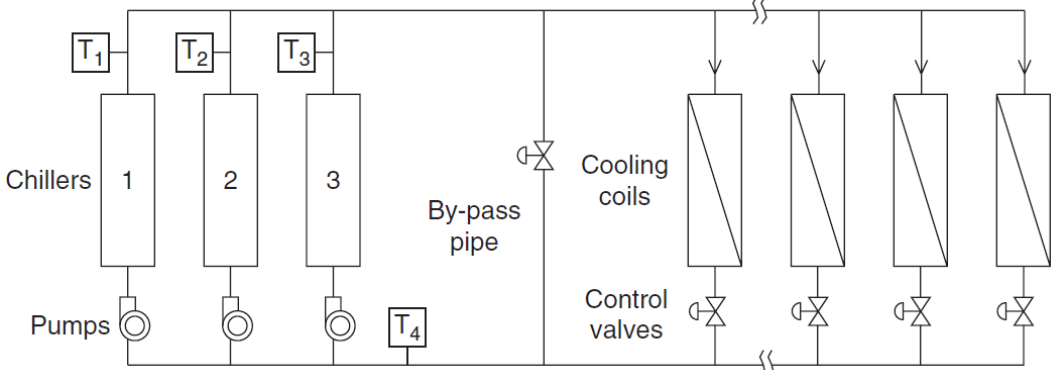 T1
T2
T3
Chillers
1
2
3
By-pass
pipe
Cooling
coils
Pumps
T4
Control
valves